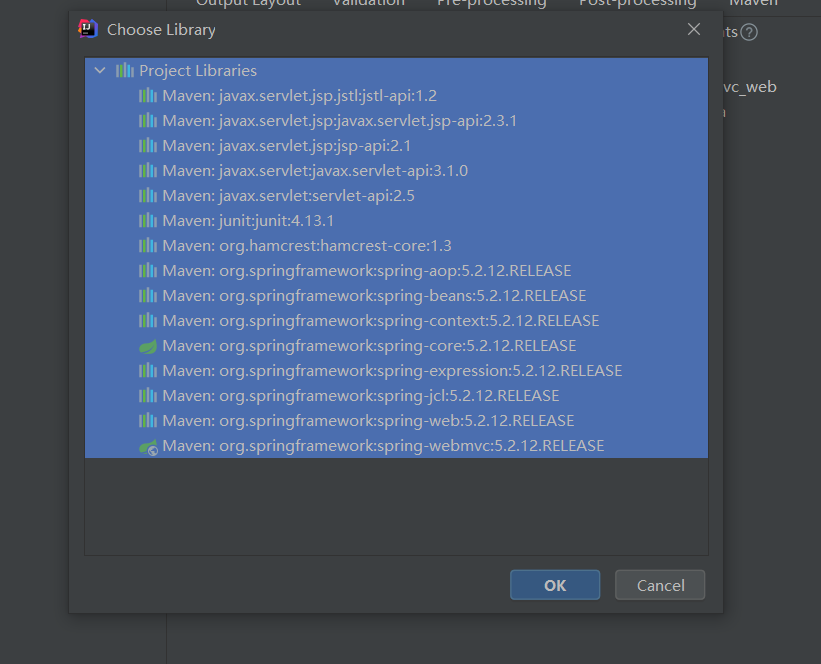 Output Layout Validation Pre-processing Post-processing Maven
Choose Library
Project Libraries
Maven: javax.servlet.jsp.jstl:jstl-api:1.2
vc_web
Maven: javax.servlet.jsp:javax.servlet.jsp-api:2.3.1
Maven: javax.servlet.jsp:jsp-api:2.1
Maven: javax.servlet:javax.servlet-api:3.1.0
Maven: javax.servlet:servlet-api:2.5
Maven: junit:junit:4.13.1
Maven: org.hamcrest:hamcrest-core:1.3
Maven: org.springframework:spring-aop:5.2.12.RELEASE
Maven: org.springframework:spring-beans:5.2.12.RELEASE
Maven: org.springframework:spring-context:5.2.12.RELEASE
Maven: org.springframework:spring-core:5.2.12.RELEASE
Maven: org.springframework:spring-expression:5.2.12.RELEASE
Maven: org.springframework:spring-jcl:5.2.12.RELEASE
Maven: org.springframework:spring-web:5.2.12.RELEASE
Maven: org.springframework:spring-webmvc:5.2.12.RELEASE
OK Cancel